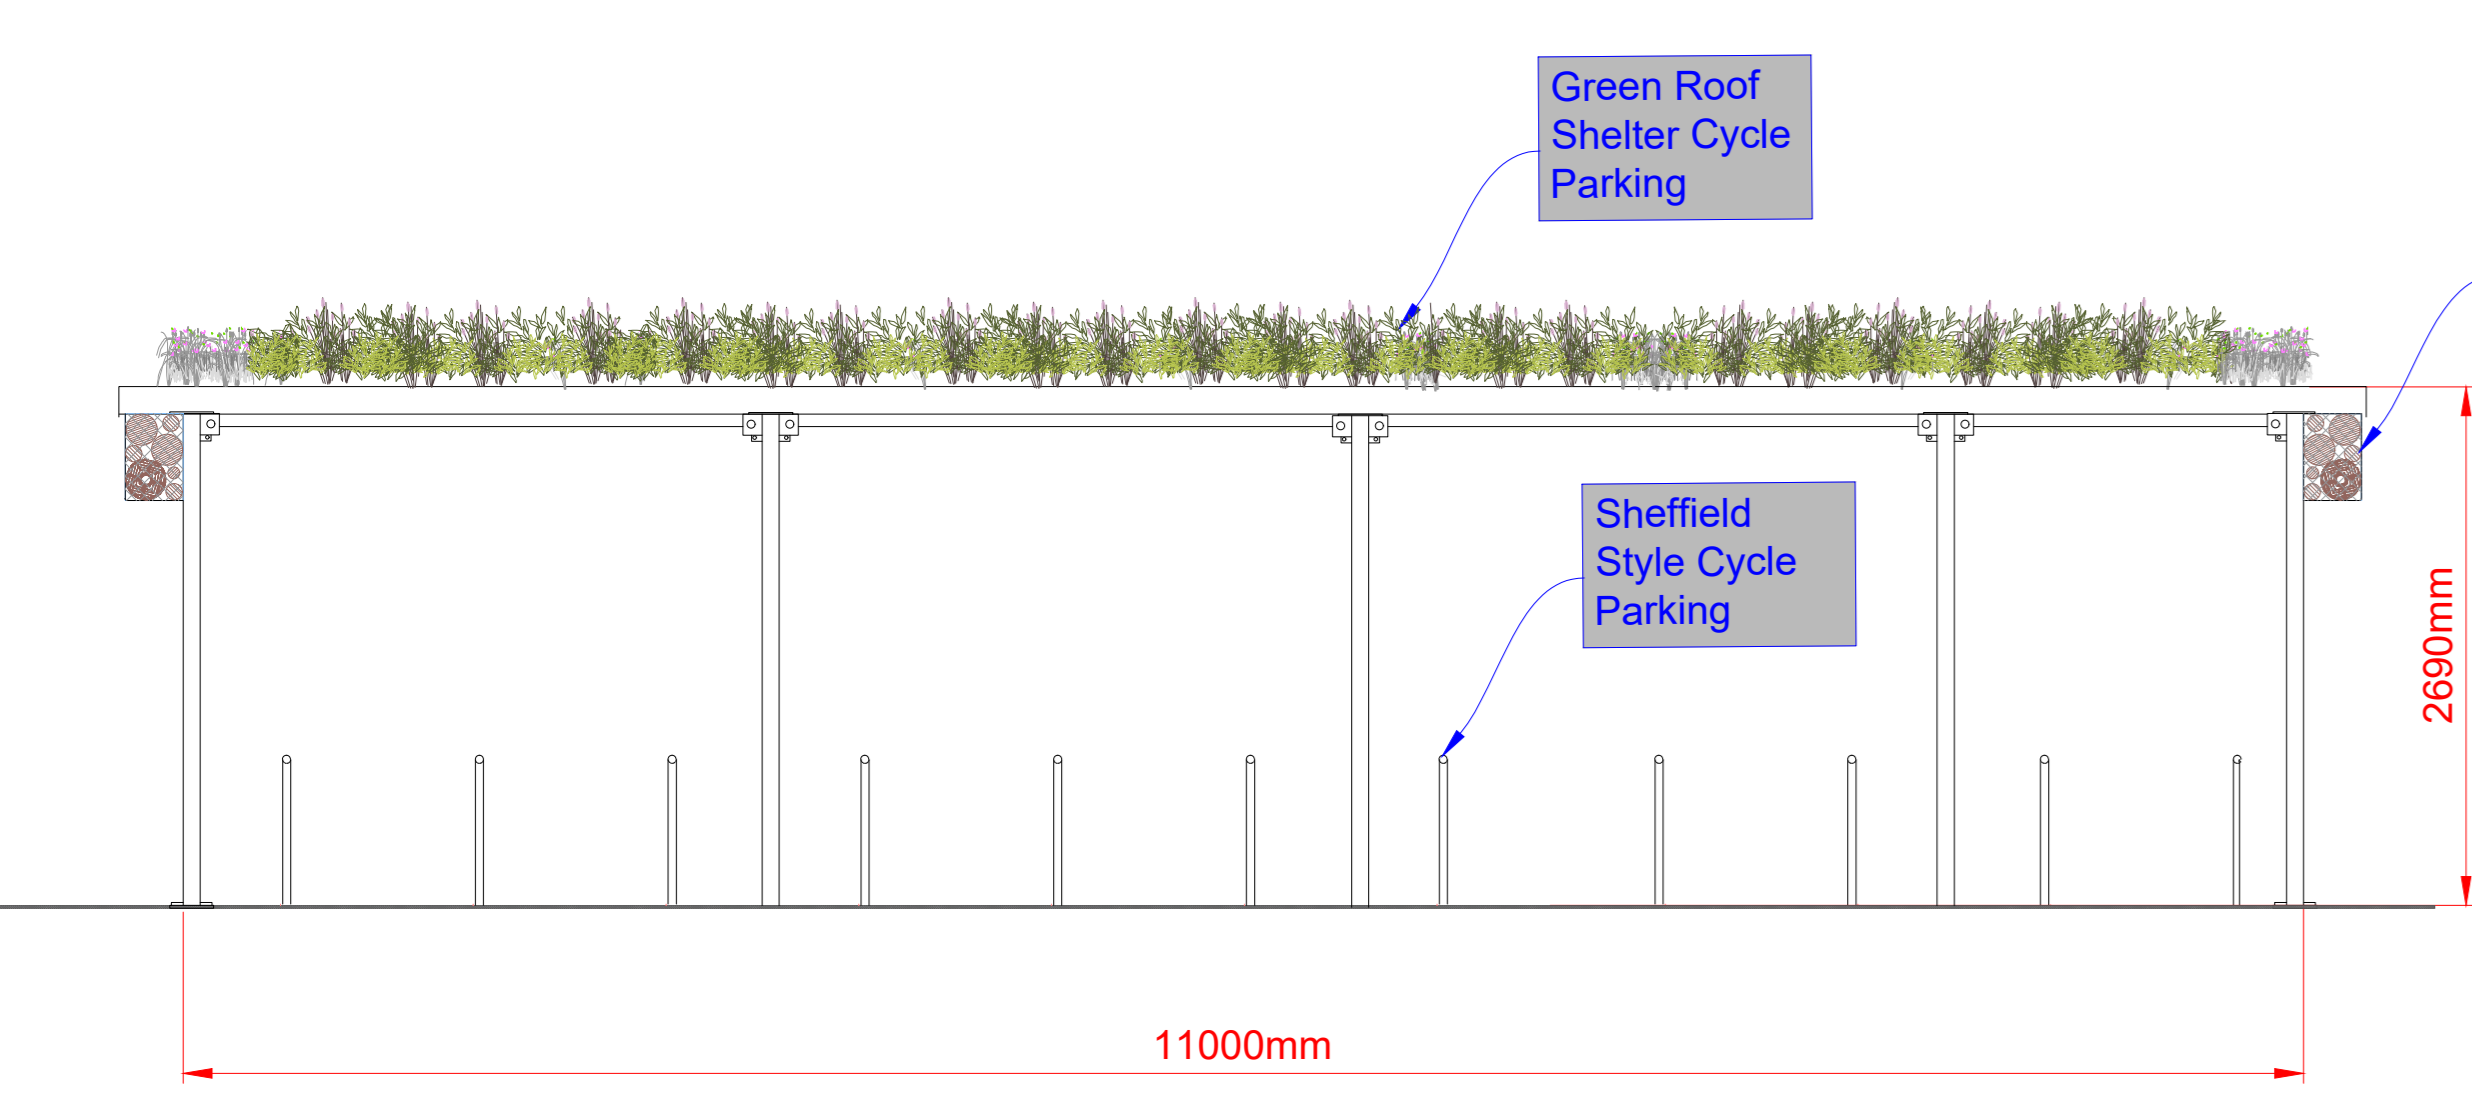 Green Roof
Shelter Cycle
Parking
Sheffield
Style Cycle
Parking
2690mm
11000mm